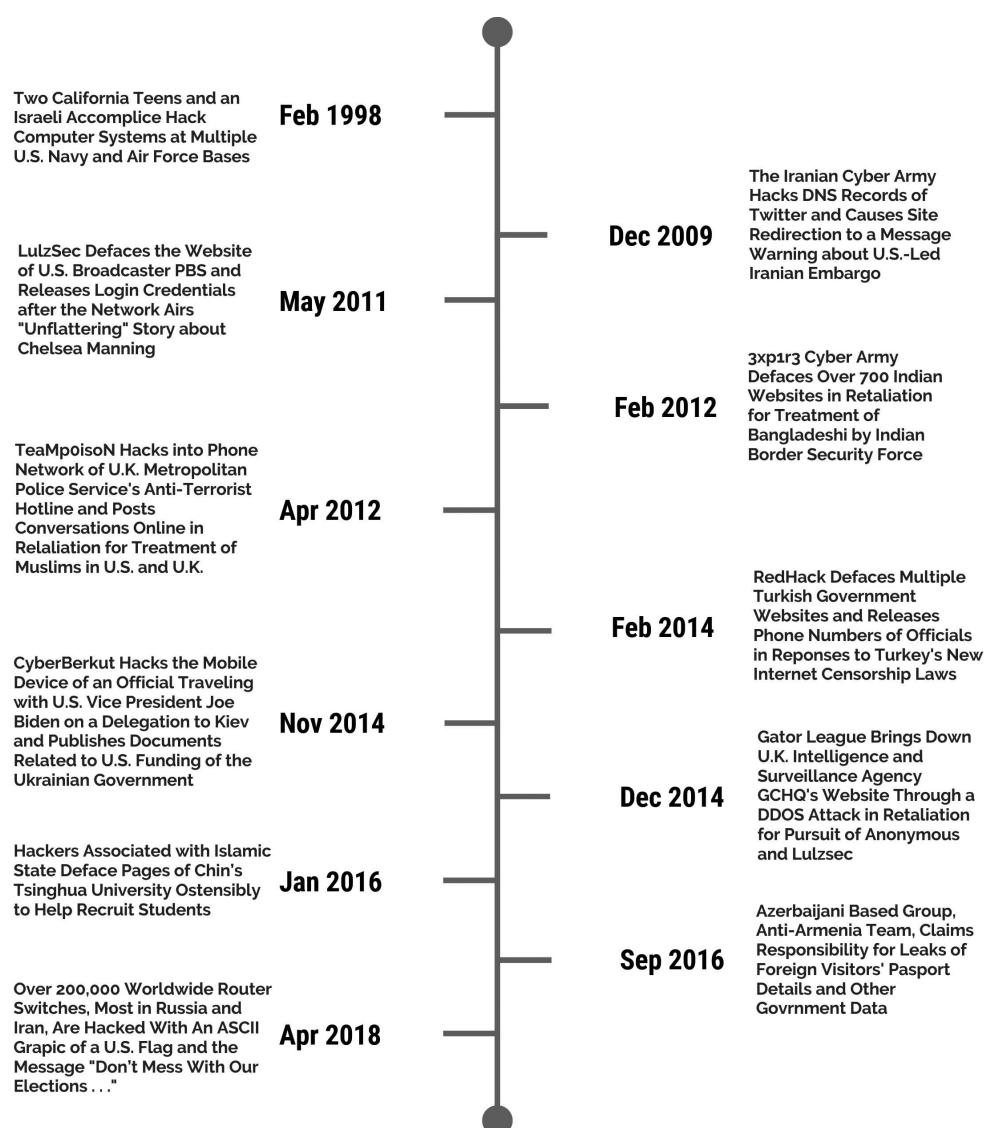 Two California Teens and an
Israeli Accomplice Hack
Computer Systems at Multiple
U.S. Navy and Air Force Bases
Feb 1998
The Iranian Cyber Army
Hacks DNS Records of
Twitter and Causes Site
Redirection to a Message
Warning about U.S.-Led
Iranian Embargo
Dec 2009
LulzSec Defaces the Website
of U.S. Broadcaster PBS and
Releases Login Credentials
after the Network Airs
"Unflattering" Story about
Chelsea Manning
May 2011
3xp1r3 Cyber Army
Defaces Over 700 Indian
Websites in Retaliation
for Treatment of
Bangladeshi by Indian
Border Security Force
Feb 2012
TeaMp0isoN Hacks into Phone
Network of U.K. Metropolitan
Police Service's Anti-Terrorist
Hotline and Posts
Conversations Online in
Relaliation for Treatment of
Muslims in U.S. and U.K.
Apr 2012
RedHack Defaces Multiple
Turkish Government
Websites and Releases
Phone Numbers of Officials
in Reponses to Turkey's New
Internet Censorship Laws
Feb 2014
CyberBerkut Hacks the Mobile
Device of an Official Traveling
with U.S. Vice President Joe
Biden on a Delegation to Kiev
and Publishes Documents
Related to U.S. Funding of the
Ukrainian Government
Nov 2014
Gator League Brings Down
U.K. Intelligence and
Surveillance Agency
GCHQ's Website Through a
DDOS Attack in Retaliation
for Pursuit of Anonymous
and Lulzsec
Dec 2014
Hackers Associated with Islamic
State Deface Pages of Chin's
Tsinghua University Ostensibly
to Help Recruit Students
Jan 2016
Azerbaijani Based Group,
Anti-Armenia Team, Claims
Responsibility for Leaks of
Foreign Visitors' Pasport
Details and Other
Govrnment Data
Sep 2016
Over 200,000 Worldwide Router
Switches, Most in Russia and
Iran, Are Hacked With An ASCII
Grapic of a U.S. Flag and the
Message "Don't Mess With Our
Elections . . ."
Apr 2018